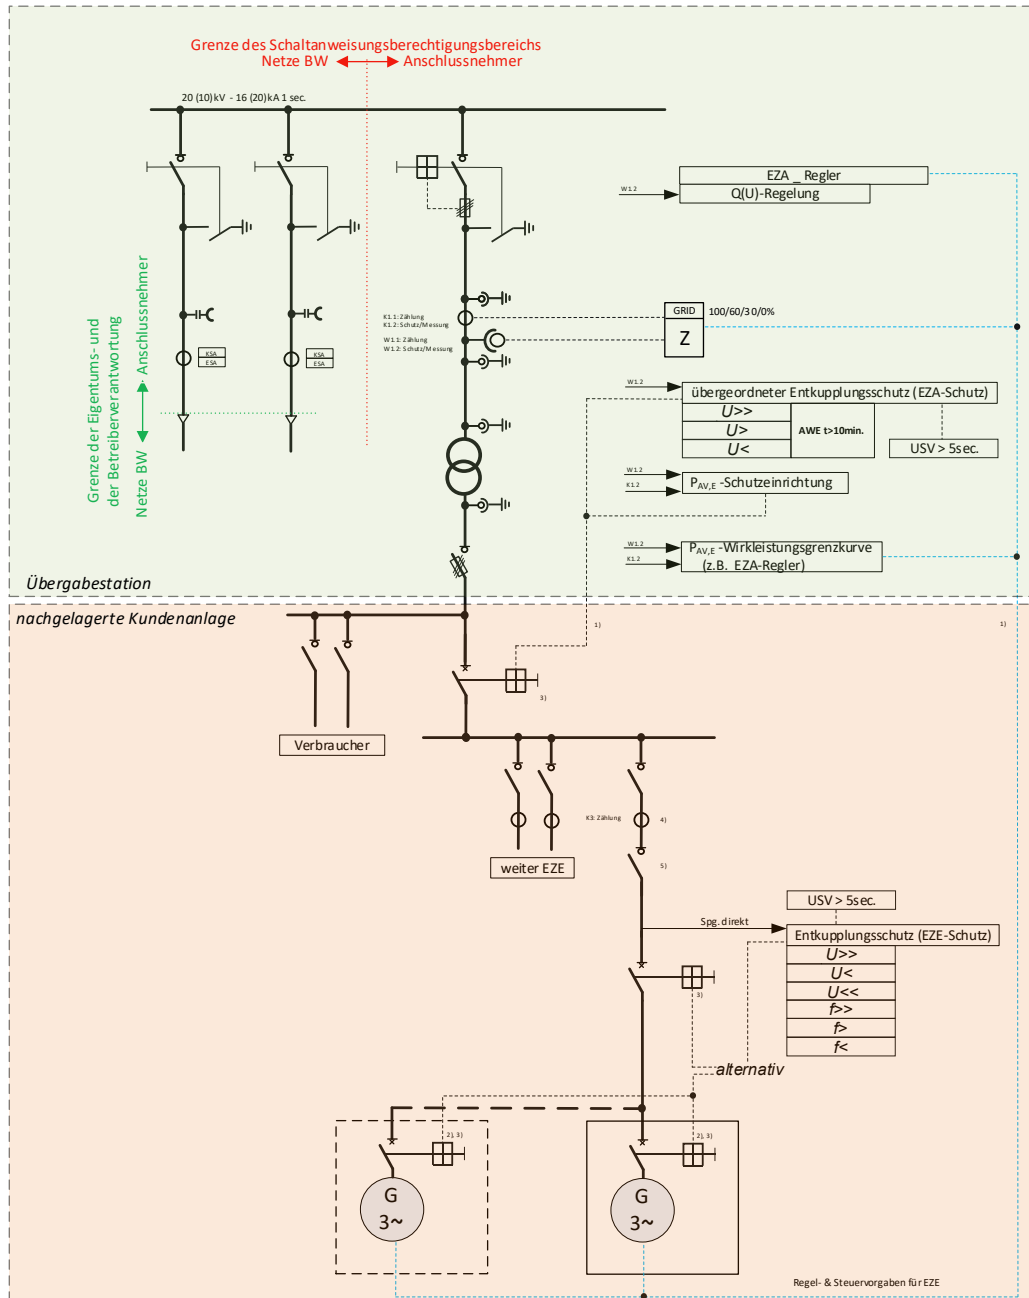 Grenze des Schaltanweisungsberechtigungsbereichs
Netze BW
Anschlussnehmer
20 (10)kV - 16 (20)kA 1 sec.
EZA _ Regler
W1.2
Q(U)-Regelung
Grenze der Eigentums- und
der Betreiberverantwortung
Netze BW
Anschlussnehmer
K1.1: Zählung
K1.2: Schutz/Messung
W1.1: Zählung
W1.2: Schutz/Messung
GRID
Z
100/60/30/0%
KSA
ESA
KSA
ESA
W1.2
übergeordneter Entkupplungsschutz (EZA-Schutz)
U>>
U>
U<
AWE t>10min.
USV > 5sec.
W1.2
K1.2
PAV,E -Schutzeinrichtung
W1.2
K1.2
PAV,E -Wirkleistungsgrenzkurve
(z.B. EZA-Regler)
Übergabestation
nachgelagerte Kundenanlage
1)
1)
3)
Verbraucher
K3: Zählung
4)
weiter EZE
5)
USV > 5sec.
Spg. direkt
Entkupplungsschutz (EZE-Schutz)
U>>
U<
U<<
f>>
f>
f<
3)
alternativ
2), 3)
2), 3)
G
3~
G
3~
Regel- & Steuervorgaben für EZE